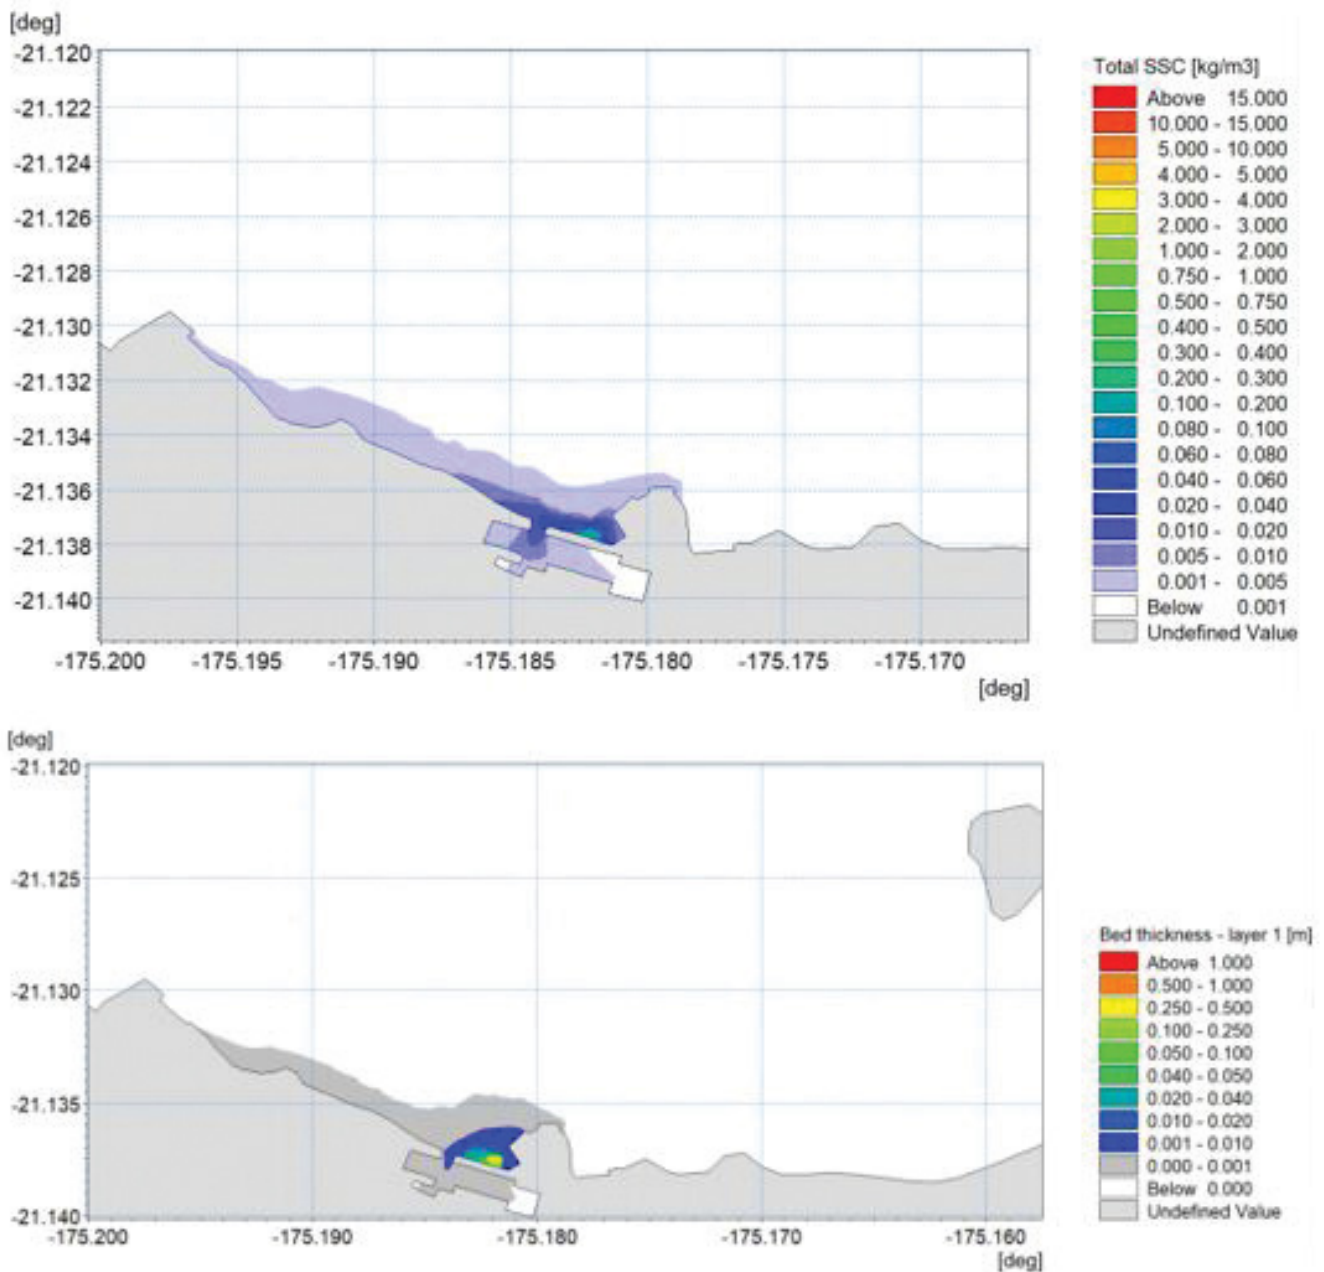 [deg]
-21.120
-21.122
-21.124
-21.126
-21.128
-21.130
-21.132
-21.134
-21.136
-21.138
-21.140
-175.200 -175.195 -175.190 -175.185 -175.180 -175.175 -175.170
[deg]
Total SSC [kg/m3]
Above 15.000
10.000 - 15.000
5.000 - 10.000
4.000 - 5.000
3.000 - 4.000
2.000 - 3.000
1.000 - 2.000
0.750 - 1.000
0.500 - 0.750
0.400 - 0.500
0.300 - 0.400
0.200 - 0.300
0.100 - 0.200
0.080 - 0.100
0.060 - 0.080
0.040 - 0.060
0.020 - 0.040
0.010 - 0.020
0.005 - 0.010
0.001 - 0.005
Below 0.001
Undefined Value
[deg]
-21.120
-21.125
-21.130
-21.135
-21.140
-175.200 -175.190 -175.180 -175.170 -175.160
[deg]
Bed thickness - layer 1 [m]
Above 1.000
0.500 - 1.000
0.250 - 0.500
0.100 - 0.250
0.050 - 0.100
0.040 - 0.050
0.020 - 0.040
0.010 - 0.020
0.001 - 0.010
0.000 - 0.001
Below 0.000
Undefined Value